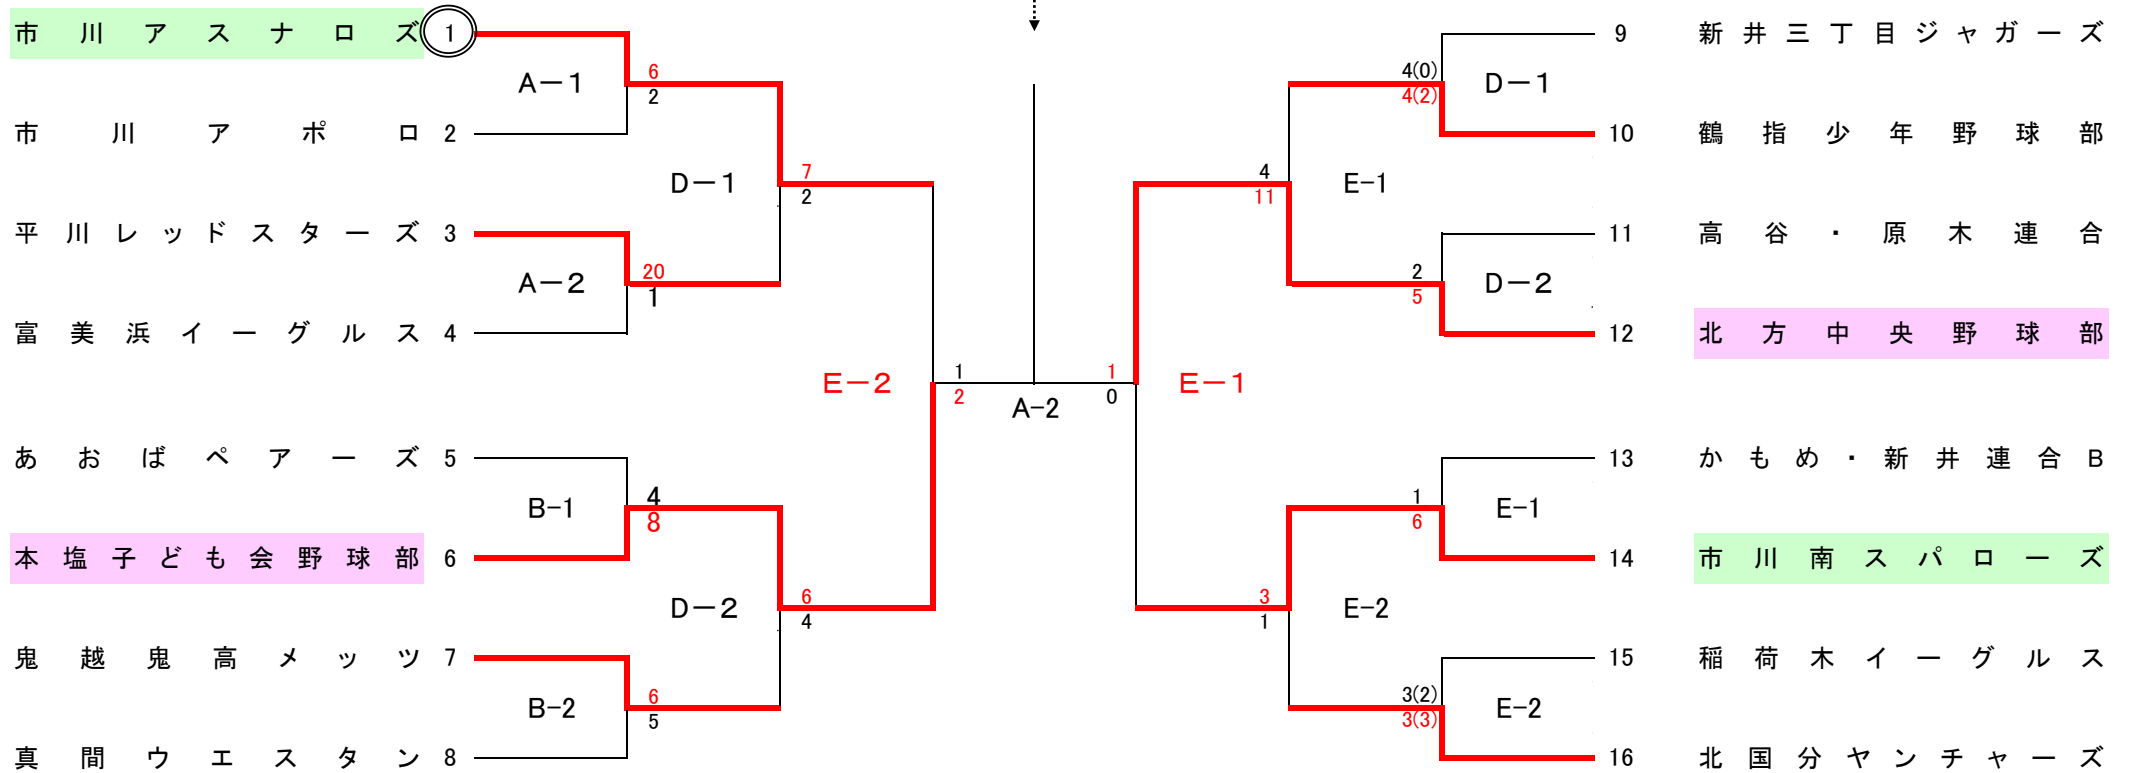 市川アスナロズ 1
9 新井三丁目ジャガーズ
A－1
6
2
4(0)
4(2)
D－1
市川アポロ 2
10 鶴指少年野球部
D－1
7
2
4
11
E-1
平川レッドスターズ 3
11 高谷・原木連合
A－2
20
1
2
5
D－2
富美浜イーグルス 4
12 北方中央野球部
E－2
1
2
A-2
1
0
E－1
あおばペアーズ 5
13 かもめ・新井連合B
B-1
4
8
1
6
E-1
本塩子ども会野球部 6
14 市川南スパローズ
D－2
6
4
3
1
E-2
鬼越鬼高メッツ 7
15 稲荷木イーグルス
B-2
6
5
3(2)
3(3)
E-2
真間ウエスタン 8
16 北国分ヤンチャーズ